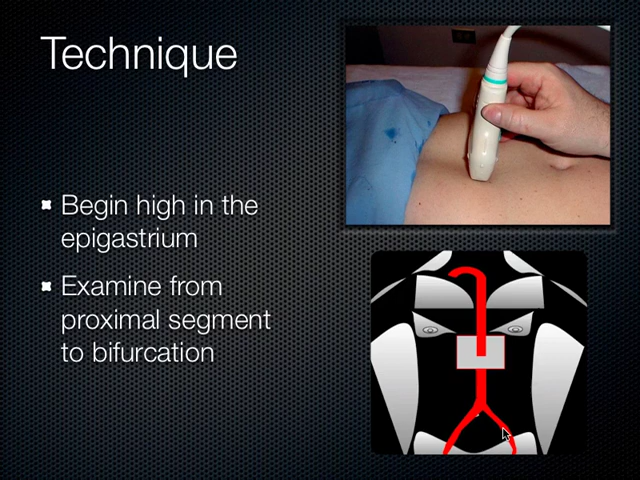 Technique
Begin high in the
epigastrium
Examine from
proximal segment
to bifurcation